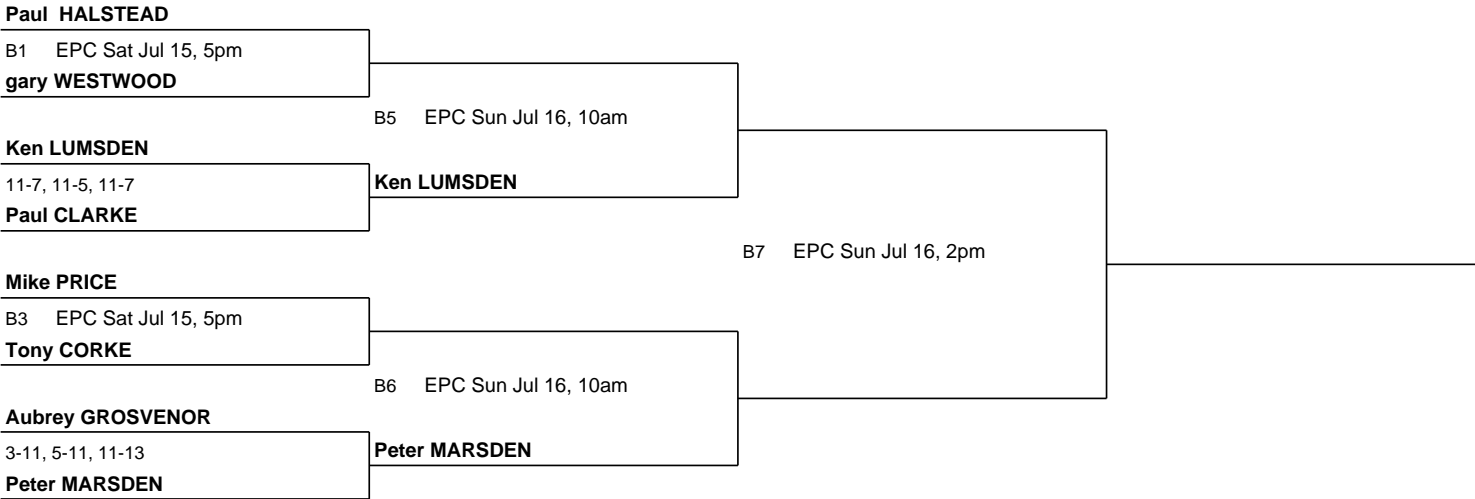 Paul  HALSTEAD
B1 EPC Sat Jul 15, 5pm
gary WESTWOOD
B5 EPC Sun Jul 16, 10am
Ken LUMSDEN
11-7, 11-5, 11-7
Ken LUMSDEN
Paul CLARKE
B7 EPC Sun Jul 16, 2pm
Mike PRICE
B3 EPC Sat Jul 15, 5pm
Tony CORKE
B6 EPC Sun Jul 16, 10am
Aubrey GROSVENOR
3-11, 5-11, 11-13
Peter MARSDEN
Peter MARSDEN